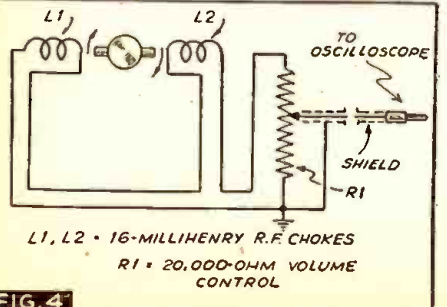 L1
L2
TO
OSCILLOSCOPE
SHIELD
R1
L1, L2 = 16-MILLIHENRY R.F. CHOKES
R1 = 20,000-OHM VOLUME
CONTROL
FIG. 4